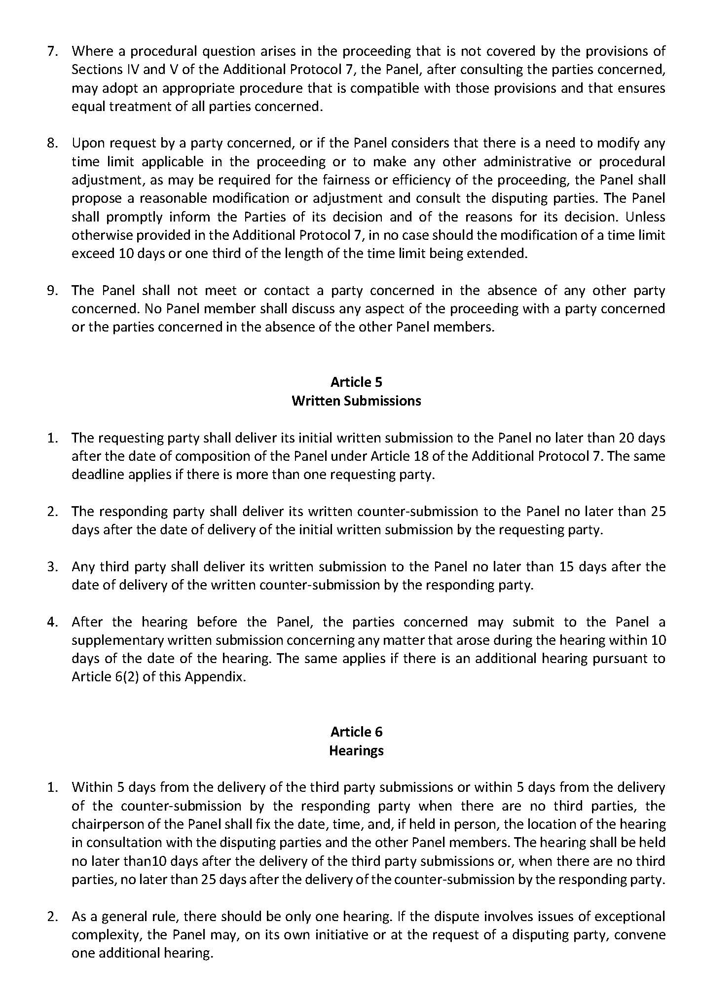 7. Where a procedural question arises in the proceeding that is not covered by the provisions of
Sections IV and V of the Additional Protocol 7, the Panel, after consulting the parties concerned,
may adopt an appropriate procedure that is compatible with those provisions and that ensures
equal treatment of all parties concerned.
8. Upon request by a party concerned, or if the Panel considers that there is a need to modify any
time limit applicable in the proceeding or to make any other administrative or procedural
adjustment, as may be required for the fairness or efficiency of the proceeding, the Panel shall
propose a reasonable modification or adjustment and consult the disputing parties. The Panel
shall promptly inform the Parties of its decision and of the reasons for its decision. Unless
otherwise provided in the Additional Protocol 7, in no case should the modification of a time limit
exceed 10 days or one third of the length of the time limit being extended.
9. The Panel shall not meet or contact a party concerned in the absence of any other party
concerned. No Panel member shall discuss any aspect of the proceeding with a party concerned
or the parties concerned in the absence of the other Panel members.
Article 5
Written Submissions
1. The requesting party shall deliver its initial written submission to the Panel no later than 20 days
after the date of composition of the Panel under Article 18 of the Additional Protocol 7. The same
deadline applies if there is more than one requesting party.
2. The responding party shall deliver its written counter-submission to the Panel no later than 25
days after the date of delivery of the initial written submission by the requesting party.
3. Any third party shall deliver its written submission to the Panel no later than 15 days after the
date of delivery of the written counter-submission by the responding party.
4. After the hearing before the Panel, the parties concerned may submit to the Panel a
supplementary written submission concerning any matter that arose during the hearing within 10
days of the date of the hearing. The same applies if there is an additional hearing pursuant to
Article 6(2) of this Appendix.
Article 6
Hearings
1. Within 5 days from the delivery of the third party submissions or within 5 days from the delivery
of the counter-submission by the responding party when there are no third parties, the
chairperson of the Panel shall fix the date, time, and, if held in person, the location of the hearing
in consultation with the disputing parties and the other Panel members. The hearing shall be held
no later than10 days after the delivery of the third party submissions or, when there are no third
parties, no later than 25 days after the delivery of the counter-submission by the responding party.
2. As a general rule, there should be only one hearing. If the dispute involves issues of exceptional
complexity, the Panel may, on its own initiative or at the request of a disputing party, convene
one additional hearing.